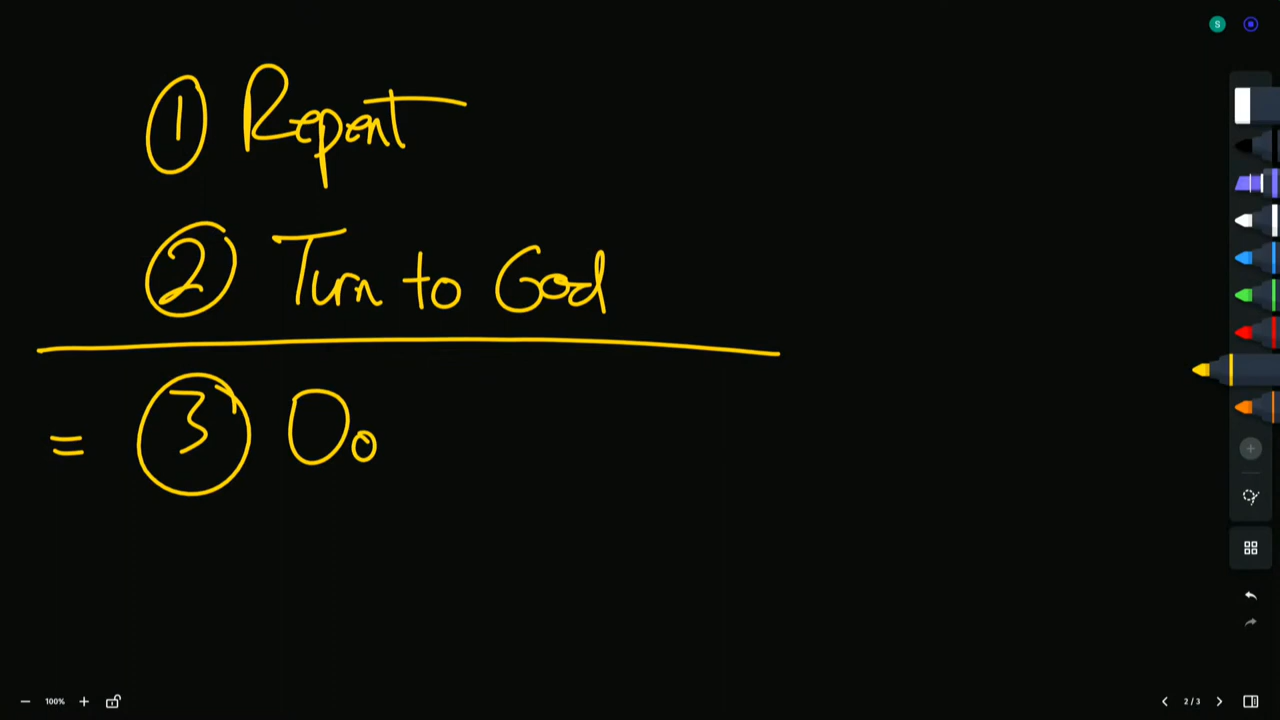 S
① Repent
② Turn to God
= ③ Do
100%
2 / 3